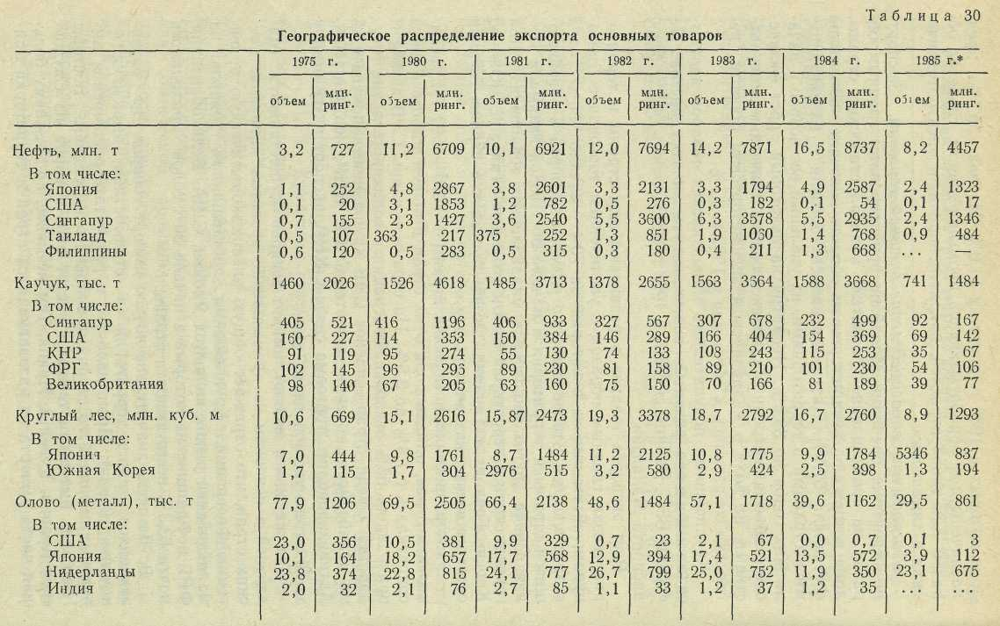 Таблица 30
Географическое распределение экспорта основных товаров
1975 г. 1980 г. 1981 г. 1982 г. 1983 г. 1984 г. 1985 г.*
объем млн. ринг. объем млн. ринг. объем млн. ринг. объем млн. ринг. объем млн. ринг. объем млн. ринг. объем млн. ринг.
Нефть, млн. т 3,2 727 11,2 6709 10,1 6921 12,0 7694 14,2 7871 16,5 8737 8,2 4457
В том числе:
Япония 1,1 252 4,8 2867 3,8 2601 3,3 2131 3,3 1794 4,9 2587 2,4 1323
США 0,1 20 3,1 1853 1,2 782 0,5 276 0,3 182 0,1 54 0,1 17
Сингапур 0,7 155 2,3 1427 3,6 2540 5,5 3600 6,3 3578 5,5 2935 2,4 1346
Таиланд 0,5 107 363 217 375 252 1,3 851 1,9 1030 1,4 768 0,9 484
Филиппины 0,6 120 0,5 283 0,5 315 0,3 180 0,4 211 1,3 668 ... —
Каучук, тыс. т 1460 2026 1526 4618 1485 3713 1378 2655 1563 3664 1588 3668 741 1484
В том числе:
Сингапур 405 521 416 1196 406 933 327 567 307 678 232 499 92 167
США 160 227 114 353 150 384 146 289 166 404 154 369 69 142
КНР 91 119 95 274 55 130 74 133 108 243 115 253 35 67
ФРГ 102 145 96 293 89 230 81 158 89 210 101 230 54 106
Великобритания 98 140 67 205 63 160 75 150 70 166 81 189 39 77
Круглый лес, млн. куб. м 10,6 669 15,1 2616 15,87 2473 19,3 3378 18,7 2792 16,7 2760 8,9 1293
В том числе:
Япония 7,0 444 9,8 1761 8,7 1484 11,2 2125 10,8 1775 9,9 1784 5346 837
Южная Корея 1,7 115 1,7 304 2976 515 3,2 580 2,9 424 2,5 398 1,3 194
Олово (металл), тыс. т 77,9 1206 69,5 2505 66,4 2138 48,6 1484 57,1 1718 39,6 1162 29,5 861
В том числе:
США 23,0 356 10,5 381 9,9 329 0,7 23 2,1 67 0,0 0,7 0,1 3
Япония 10,1 164 18,2 657 17,7 568 12,9 394 17,4 521 13,5 572 3,9 112
Нидерланды 23,8 374 22,8 815 24,1 777 26,7 799 25,0 752 11,9 350 23,1 675
Индия 2,0 32 2,1 76 2,7 85 1,1 33 1,2 37 1,2 35 ... ...